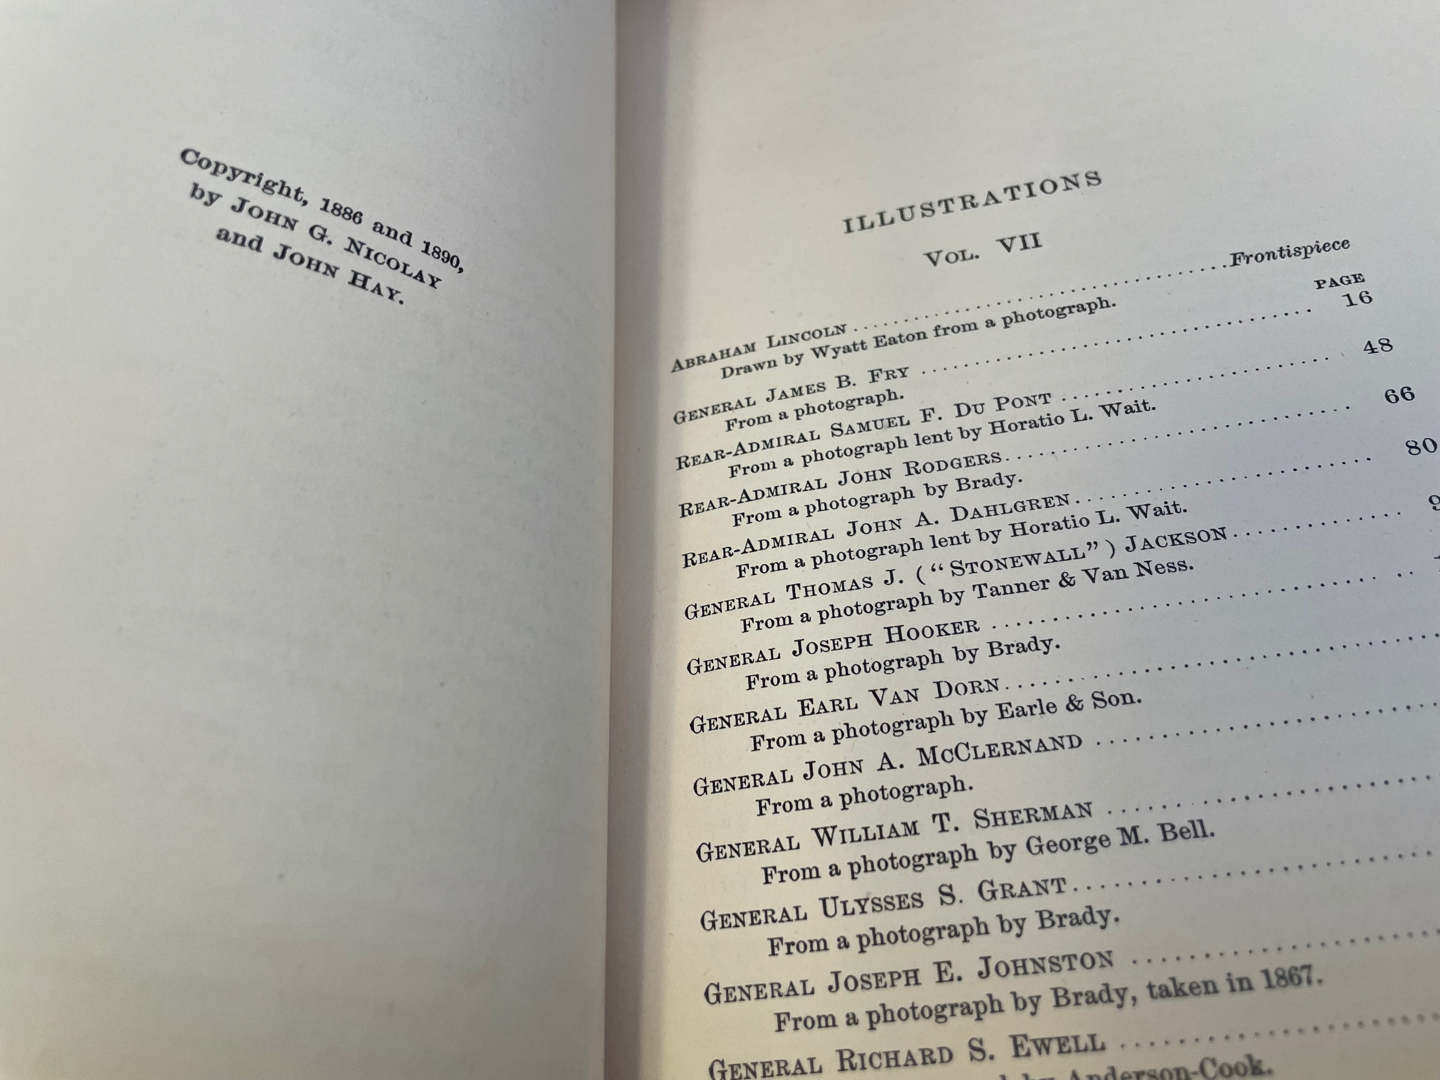 Copyright, 1886 and 1890,
by JOHN G. NICOLAY
and JOHN HAY.
ILLUSTRATIONS
VOL. VII
ABRAHAM LINCOLN ........................................ Frontispiece
Drawn by Wyatt Eaton from a photograph.
PAGE
GENERAL JAMES B. FRY ........................................ 16
From a photograph.
REAR-ADMIRAL SAMUEL F. DU PONT ........................................ 48
From a photograph lent by Horatio L. Wait.
REAR-ADMIRAL JOHN RODGERS ........................................ 66
From a photograph by Brady.
REAR-ADMIRAL JOHN A. DAHLGREN ........................................ 80
From a photograph lent by Horatio L. Wait.
GENERAL THOMAS J. ("STONEWALL") JACKSON ........................................
From a photograph by Tanner & Van Ness.
GENERAL JOSEPH HOOKER ........................................
From a photograph by Brady.
GENERAL EARL VAN DORN ........................................
From a photograph by Earle & Son.
GENERAL JOHN A. MCCLERNAND ........................................
From a photograph.
GENERAL WILLIAM T. SHERMAN ........................................
From a photograph by George M. Bell.
GENERAL ULYSSES S. GRANT ........................................
From a photograph by Brady.
GENERAL JOSEPH E. JOHNSTON ........................................
From a photograph by Brady, taken in 1867.
GENERAL RICHARD S. EWELL ........................................
by Anderson-Cook.